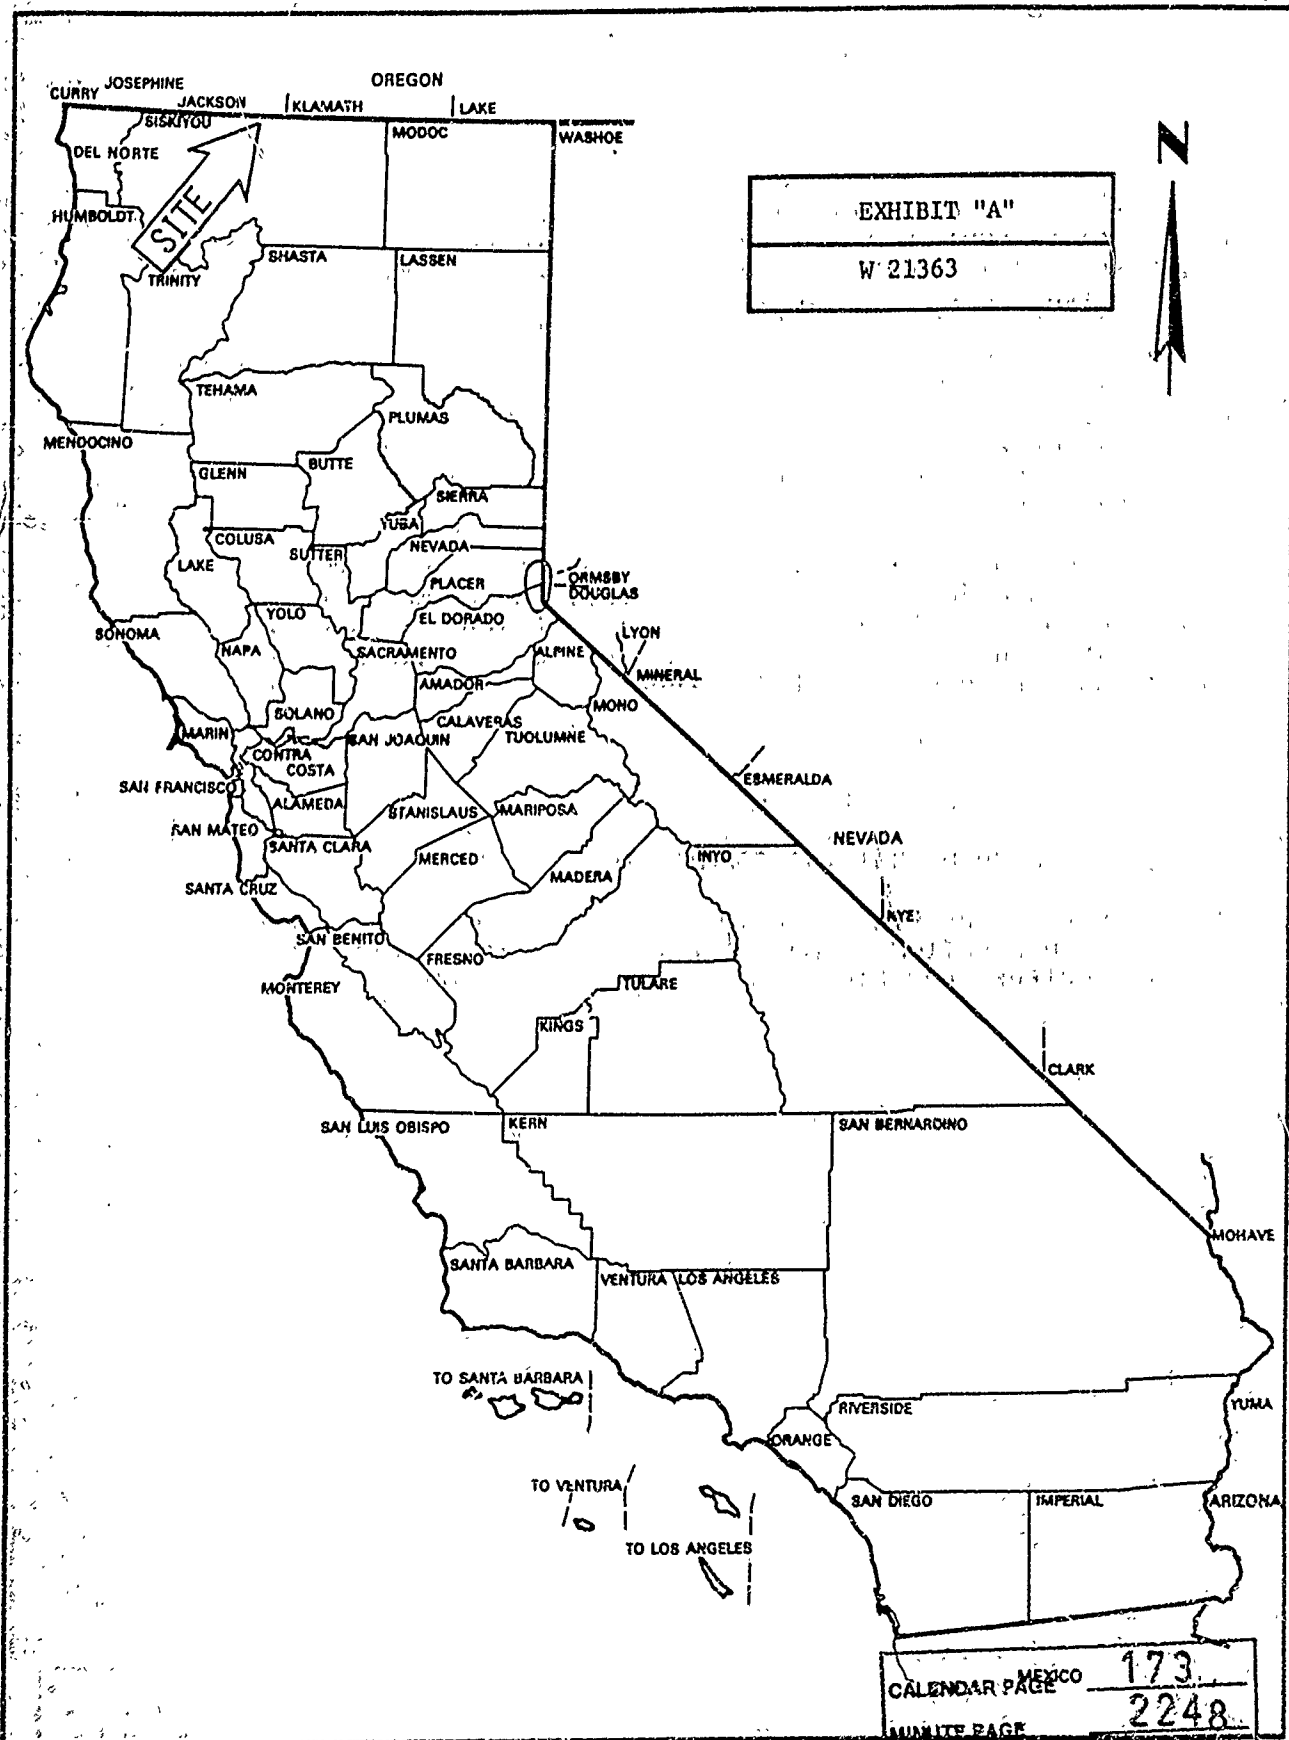 OREGON
CURRY JOSEPHINE JACKSON KLAMATH LAKE
SISKIYOU MODOC WASHOE
N
DEL NORTE
EXHIBIT "A"
HUMBOLDT
SITE
W 21363
TRINITY SHASTA LASSEN
TEHAMA
PLUMAS
MENDOCINO
GLENN BUTTE
SIERRA
YUBA
COLUSA SUTTER NEVADA
LAKE
PLACER ORMSBY
DOUGLAS
YOLO EL DORADO
SONOMA
NAPA SACRAMENTO ALPINE LYON
AMADOR MINERAL
SOLANO CALAVERAS MONO
MARIN SAN JOAQUIN TUOLUMNE
CONTRA
COSTA
SAN FRANCISCO ESMERALDA
ALAMEDA STANISLAUS MARIPOSA
SAN MATEO
SANTA CLARA MERCED INYO NEVADA
SANTA CRUZ MADERA
NYE
SAN BENITO
FRESNO
MONTEREY TULARE
KINGS
CLARK
SAN LUIS OBISPO KERN SAN BERNARDINO
MOHAVE
SANTA BARBARA VENTURA LOS ANGELES
TO SANTA BARBARA
RIVERSIDE YUMA
ORANGE
TO VENTURA
SAN DIEGO IMPERIAL ARIZONA
TO LOS ANGELES
MEXICO
CALENDAR PAGE 173
MINUTE PAGE 2248